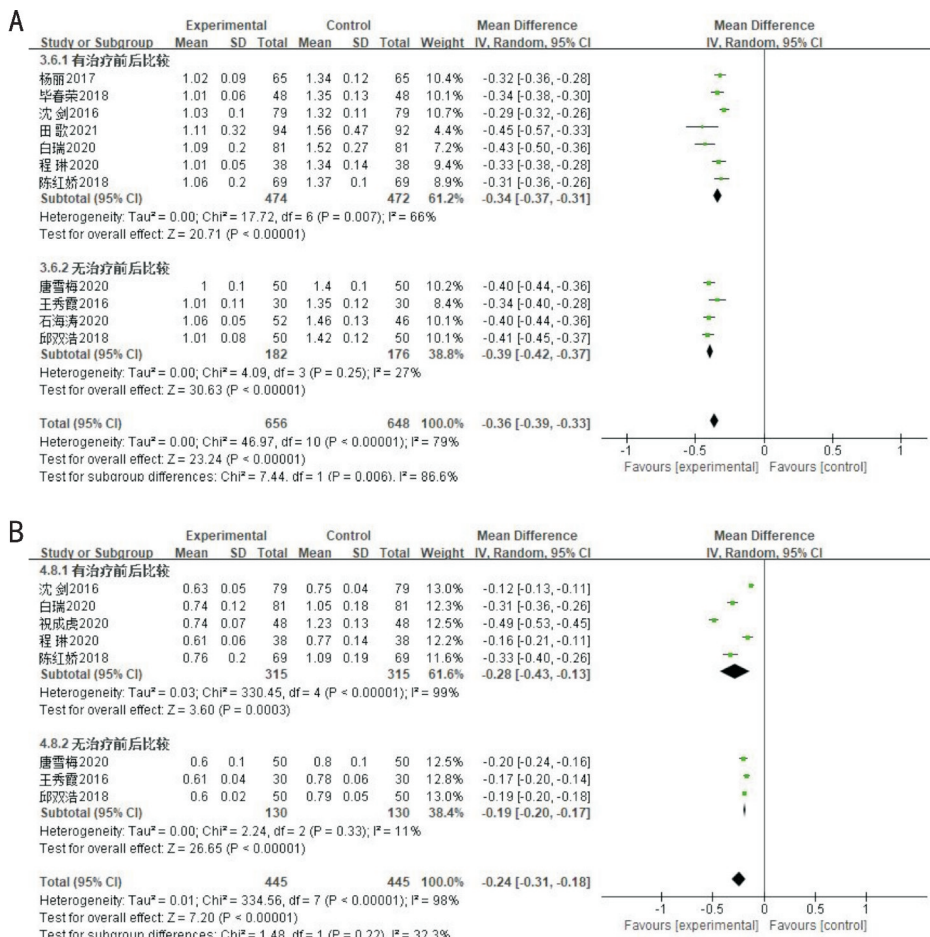 A
Experimental Control Mean Difference Mean Difference
Study or Subgroup Mean SD Total Mean SD Total Weight IV, Random, 95% CI IV, Random, 95% CI
3.6.1 有治疗前后比较
杨丽2017 1.02 0.09 65 1.34 0.12 65 10.4% -0.32 [-0.36, -0.28]
毕春荣2018 1.01 0.06 48 1.35 0.13 48 10.1% -0.34 [-0.38, -0.30]
沈 剑2016 1.03 0.1 79 1.32 0.11 79 10.7% -0.29 [-0.32, -0.26]
田 歌2021 1.11 0.32 94 1.56 0.47 92 4.4% -0.45 [-0.57, -0.33]
白瑞2020 1.09 0.2 81 1.52 0.27 81 7.2% -0.43 [-0.50, -0.36]
程 琳2020 1.01 0.05 38 1.34 0.14 38 9.4% -0.33 [-0.38, -0.28]
陈红娇2018 1.06 0.2 69 1.37 0.1 69 8.9% -0.31 [-0.36, -0.26]
Subtotal (95% CI) 474 472 61.2% -0.34 [-0.37, -0.31]
Heterogeneity: Tau² = 0.00; Chi² = 17.72, df = 6 (P = 0.007); I² = 66%
Test for overall effect: Z = 20.71 (P < 0.00001)
3.6.2 无治疗前后比较
唐雪梅2020 1 0.1 50 1.4 0.1 50 10.2% -0.40 [-0.44, -0.36]
王秀霞2016 1.01 0.11 30 1.35 0.12 30 8.4% -0.34 [-0.40, -0.28]
石海涛2020 1.06 0.05 52 1.46 0.13 46 10.1% -0.40 [-0.44, -0.36]
邱双浩2018 1.01 0.08 50 1.42 0.12 50 10.1% -0.41 [-0.45, -0.37]
Subtotal (95% CI) 182 176 38.8% -0.39 [-0.42, -0.37]
Heterogeneity: Tau² = 0.00; Chi² = 4.09, df = 3 (P = 0.25); I² = 27%
Test for overall effect: Z = 30.63 (P < 0.00001)
Total (95% CI) 656 648 100.0% -0.36 [-0.39, -0.33]
Heterogeneity: Tau² = 0.00; Chi² = 46.97, df = 10 (P < 0.00001); I² = 79%
Test for overall effect: Z = 23.24 (P < 0.00001)
Test for subgroup differences: Chi² = 7.44, df = 1 (P = 0.006), I² = 86.6%
-1 -0.5 0 0.5 1
Favours [experimental] Favours [control]
B
Experimental Control Mean Difference Mean Difference
Study or Subgroup Mean SD Total Mean SD Total Weight IV, Random, 95% CI IV, Random, 95% CI
4.8.1 有治疗前后比较
沈 剑2016 0.63 0.05 79 0.75 0.04 79 13.0% -0.12 [-0.13, -0.11]
白瑞2020 0.74 0.12 81 1.05 0.18 81 12.3% -0.31 [-0.36, -0.26]
祝成虎2020 0.74 0.07 48 1.23 0.13 48 12.5% -0.49 [-0.53, -0.45]
程 琳2020 0.61 0.06 38 0.77 0.14 38 12.2% -0.16 [-0.21, -0.11]
陈红娇2018 0.76 0.2 69 1.09 0.19 69 11.6% -0.33 [-0.40, -0.26]
Subtotal (95% CI) 315 315 61.6% -0.28 [-0.43, -0.13]
Heterogeneity: Tau² = 0.03; Chi² = 330.45, df = 4 (P < 0.00001); I² = 99%
Test for overall effect: Z = 3.60 (P = 0.0003)
4.8.2 无治疗前后比较
唐雪梅2020 0.6 0.1 50 0.8 0.1 50 12.5% -0.20 [-0.24, -0.16]
王秀霞2016 0.61 0.04 30 0.78 0.06 30 12.8% -0.17 [-0.20, -0.14]
邱双浩2018 0.6 0.02 50 0.79 0.05 50 13.0% -0.19 [-0.20, -0.18]
Subtotal (95% CI) 130 130 38.4% -0.19 [-0.20, -0.17]
Heterogeneity: Tau² = 0.00; Chi² = 2.24, df = 2 (P = 0.33); I² = 11%
Test for overall effect: Z = 26.65 (P < 0.00001)
Total (95% CI) 445 445 100.0% -0.24 [-0.31, -0.18]
Heterogeneity: Tau² = 0.01; Chi² = 334.56, df = 7 (P < 0.00001); I² = 98%
Test for overall effect: Z = 7.20 (P < 0.00001)
Test for subgroup differences: Chi² = 1.48, df = 1 (P = 0.22), I² = 32.3%
-1 -0.5 0 0.5 1
Favours [experimental] Favours [control]